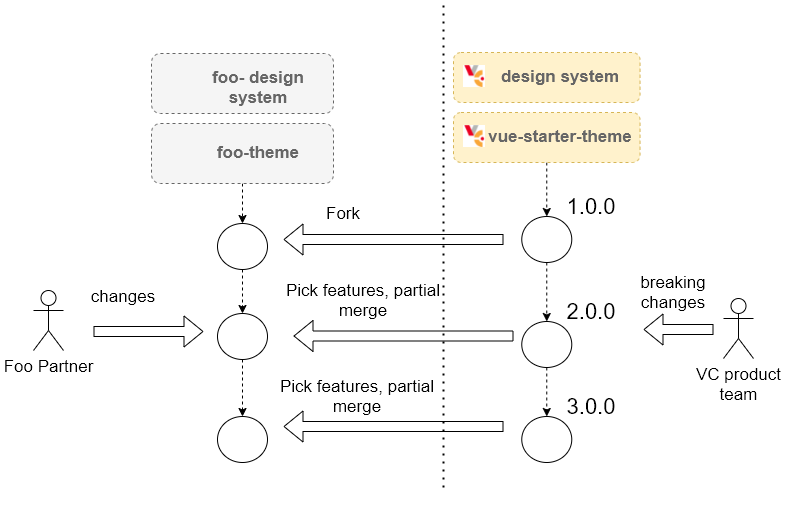 foo- design
system
design system
foo-theme
vue-starter-theme
Fork
1.0.0
changes
Pick features, partial
merge
2.0.0
breaking
changes
Foo Partner
VC product
team
Pick features, partial
merge
3.0.0